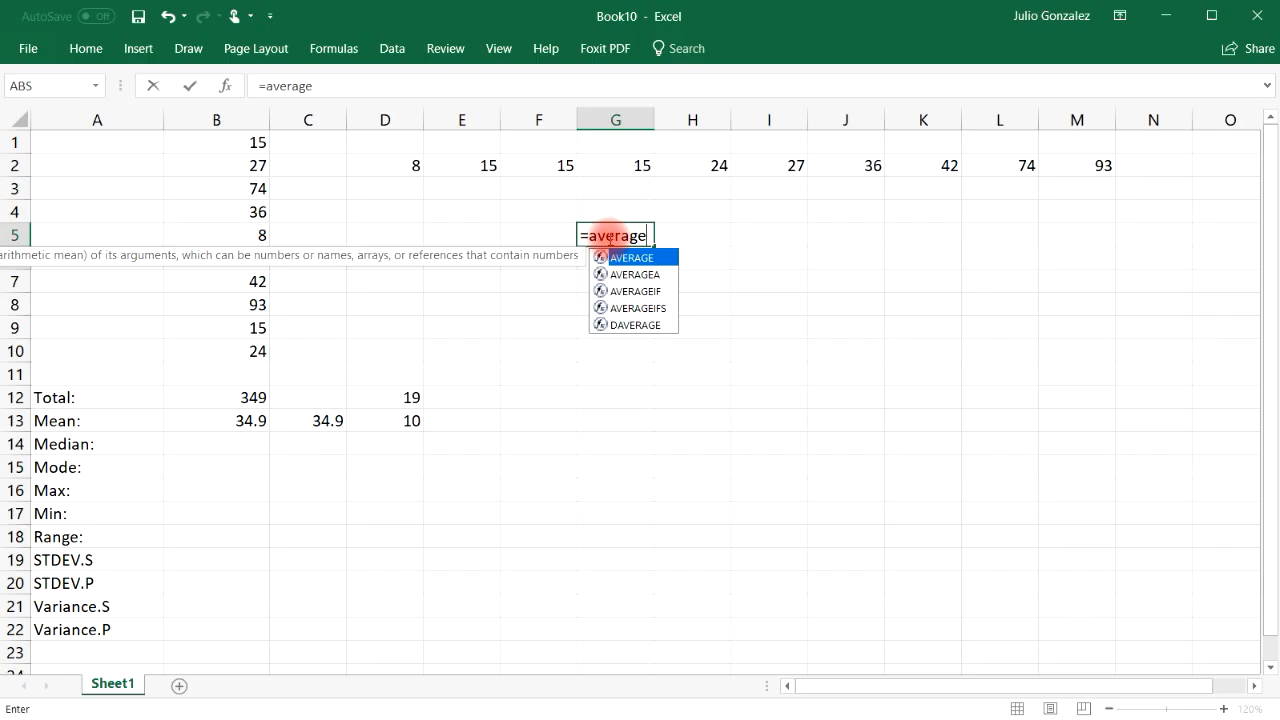 AutoSave Off Book10 - Excel Julio Gonzalez
File Home Insert Draw Page Layout Formulas Data Review View Help Foxit PDF Search Share
ABS fx =average
A B C D E F G H I J K L M N O
1 15
2 27 8 15 15 15 24 27 36 42 74 93
3 74
4 36
5 8 =average
arithmetic mean) of its arguments, which can be numbers or names, arrays, or references that contain numbers
AVERAGE
AVERAGEA
AVERAGEIF
AVERAGEIFS
DAVERAGE
7 42
8 93
9 15
10 24
11
12 Total: 349 19
13 Mean: 34.9 34.9 10
14 Median:
15 Mode:
16 Max:
17 Min:
18 Range:
19 STDEV.S
20 STDEV.P
21 Variance.S
22 Variance.P
23
Sheet1
Enter 120%